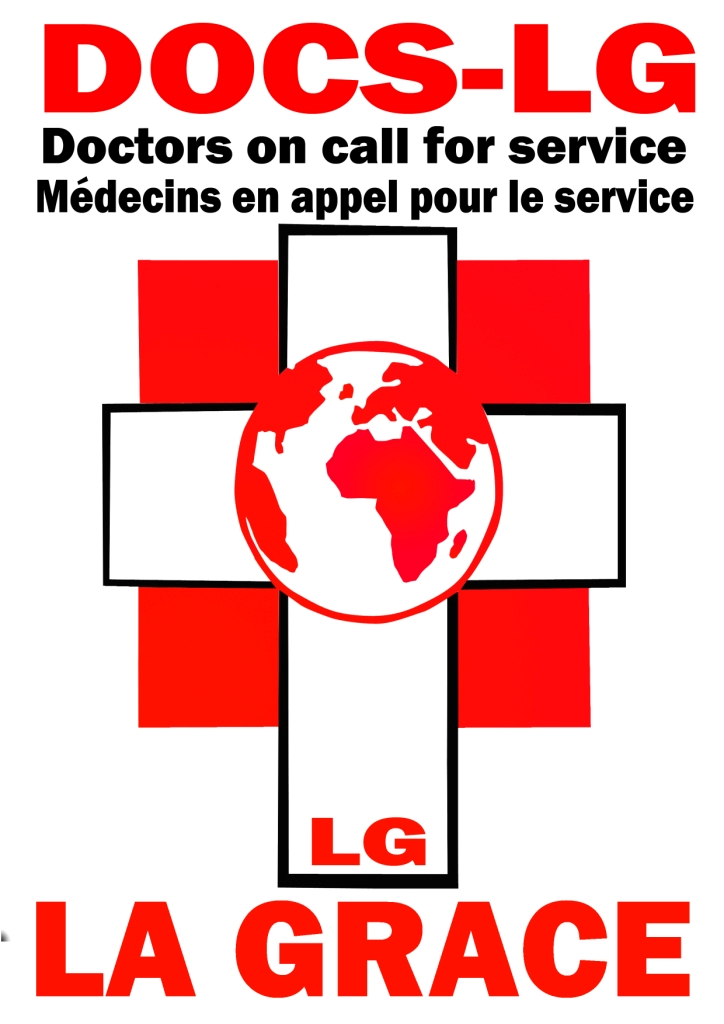 DOCS-LG
Doctors on call for service
Médecins en appel pour le service
LG
LA GRACE